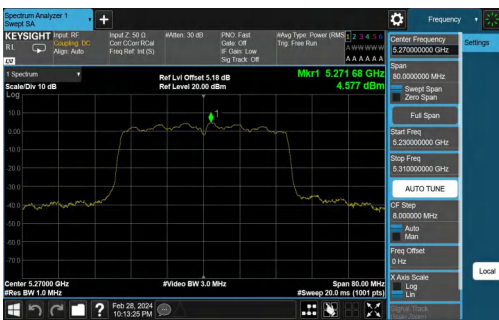 Spectrum Analyzer 1
Swept SA
Frequency
KEYSIGHT
RL
Input: RF
Coupling: DC
Align: Auto
Input Z: 50 Ω
Corr CCorr RCal
Freq Ref: Int (S)
#Atten: 30 dB
PNO: Fast
Gate: Off
IF Gain: Low
Sig Track: Off
#Avg Type: Power (RMS
Trig: Free Run
1 2 3 4 5 6
A W W W W W
A A A A A A
LW
1 Spectrum
Scale/Div 10 dB
Log
Ref Lvl Offset 5.18 dB
Ref Level 20.00 dBm
Mkr1 5.271 68 GHz
4.577 dBm
1
10.0
0.00
-10.0
-20.0
-30.0
-40.0
-50.0
-60.0
-70.0
Center 5.27000 GHz
#Res BW 1.0 MHz
#Video BW 3.0 MHz
Span 80.00 MHz
#Sweep 20.0 ms (1001 pts)
Feb 28, 2024
10:13:25 PM
?
Center Frequency
5.270000000 GHz
Span
80.0000000 MHz
Swept Span
Zero Span
Full Span
Start Freq
5.230000000 GHz
Stop Freq
5.310000000 GHz
AUTO TUNE
CF Step
8.000000 MHz
Auto
Man
Freq Offset
0 Hz
X Axis Scale
Log
Lin
Signal Track
Settings
Local